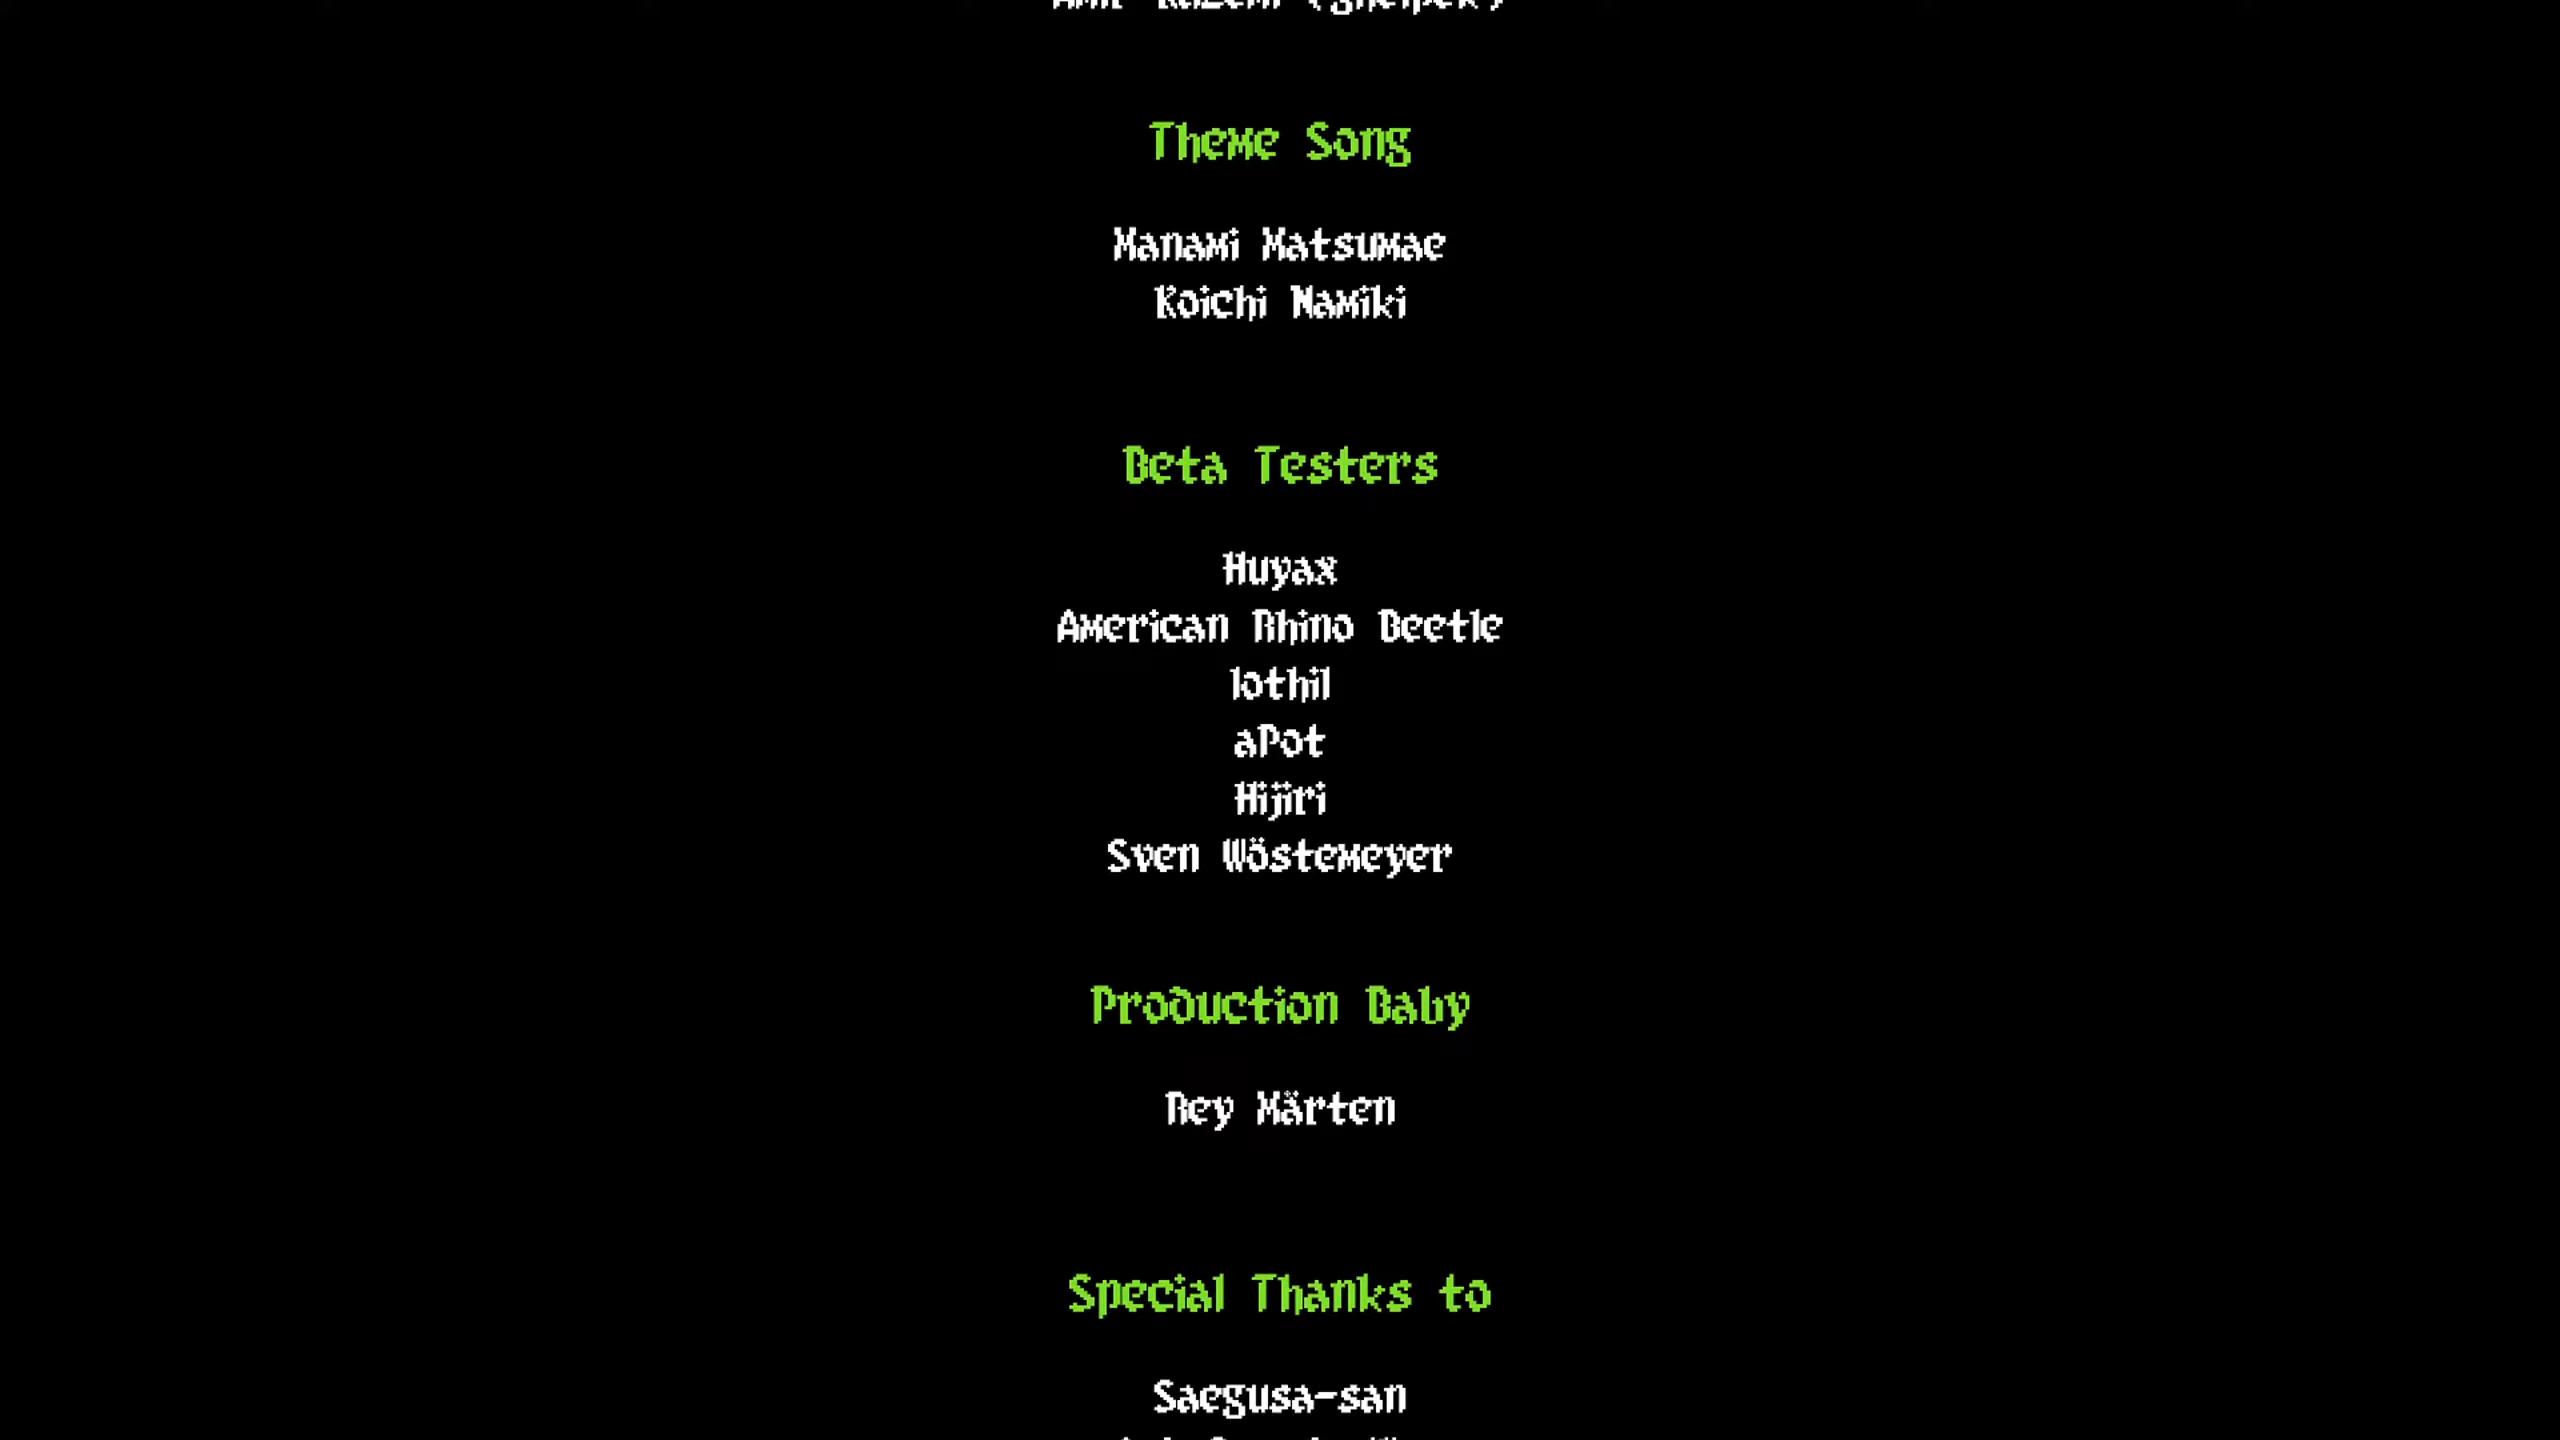 Theme Song
Manami Matsumae
Koichi Namiki
Beta Testers
Huyax
American Rhino Beetle
lothil
aPot
Hijiri
Sven Wöstemeyer
Production Baby
Rey Märten
Special Thanks to
Saegusa-san